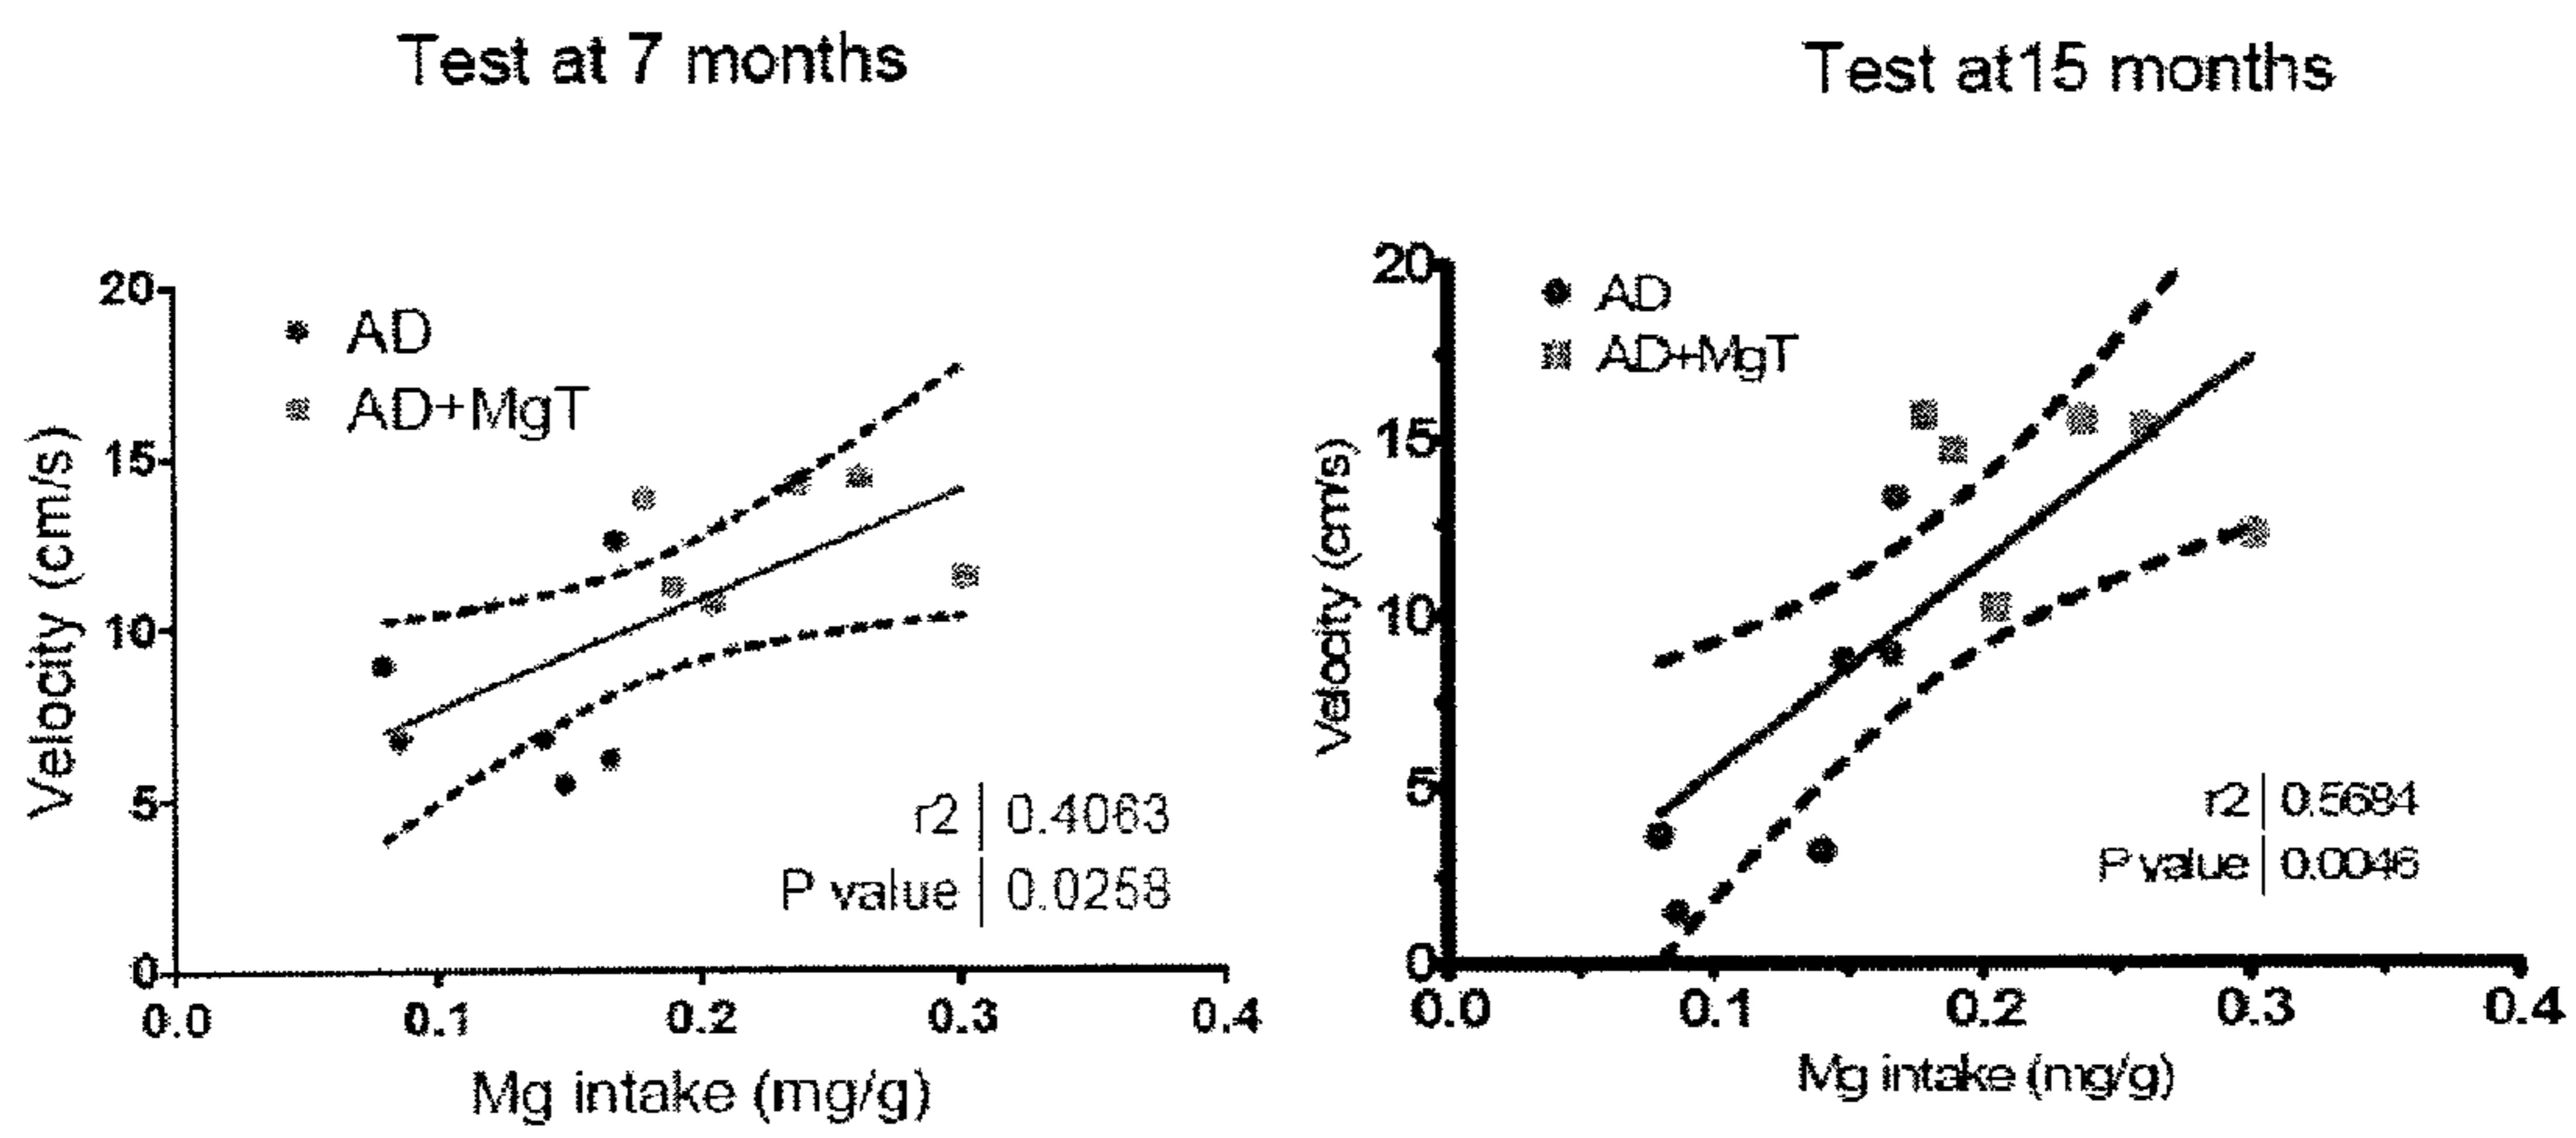 Test at 7 months
20
15
10
5
0
0.0 0.1 0.2 0.3 0.4
Velocity (cm/s)
Mg intake (mg/g)
AD
AD+MgT
r2 0.4063
P value 0.0258
Test at15 months
20
15
10
5
0
0.0 0.1 0.2 0.3 0.4
Velocity (cm/s)
Mg intake (mg/g)
AD
AD+MgT
r2 0.5684
P value 0.0046